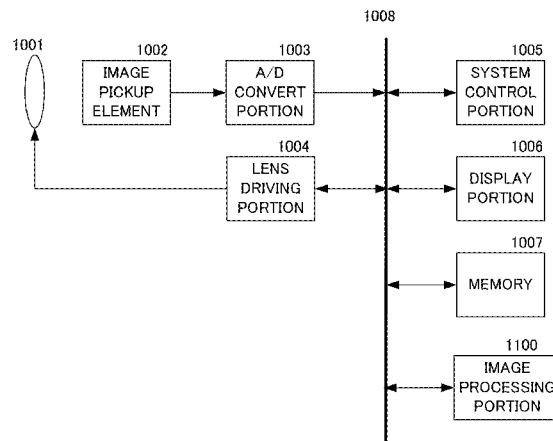 1008
1001
1002
1003
1005
IMAGE
PICKUP
ELEMENT
A/D
CONVERT
PORTION
SYSTEM
CONTROL
PORTION
1004
LENS
DRIVING
PORTION
1006
DISPLAY
PORTION
1007
MEMORY
1100
IMAGE
PROCESSING
PORTION